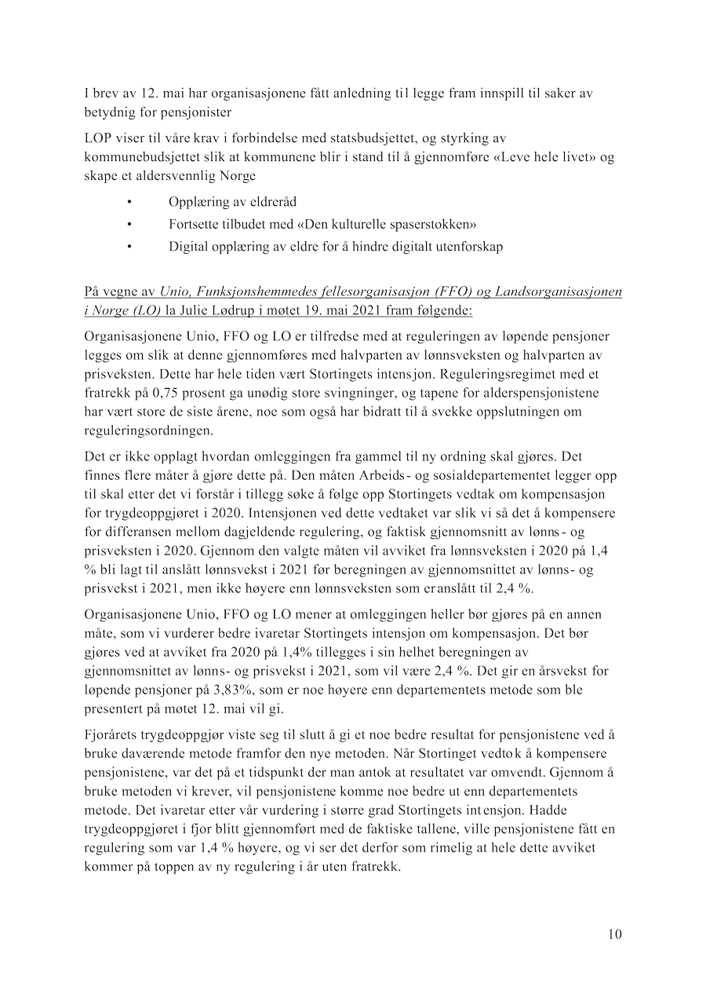 I brev av 12. mai har organisasjonene fått anledning til legge fram innspill til saker av
betydnig for pensjonister
LOP viser til våre krav i forbindelse med statsbudsjettet, og styrking av
kommunebudsjettet slik at kommunene blir i stand til å gjennomføre «Leve hele livet» og
skape et aldersvennlig Norge
• Opplæring av eldreråd
• Fortsette tilbudet med «Den kulturelle spaserstokken»
• Digital opplæring av eldre for å hindre digitalt utenforskap
På vegne av Unio, Funksjonshemmedes fellesorganisasjon (FFO) og Landsorganisasjonen
i Norge (LO) la Julie Lødrup i møtet 19. mai 2021 fram følgende:
Organisasjonene Unio, FFO og LO er tilfredse med at reguleringen av løpende pensjoner
legges om slik at denne gjennomføres med halvparten av lønnsveksten og halvparten av
prisveksten. Dette har hele tiden vært Stortingets intensjon. Reguleringsregimet med et
fratrekk på 0,75 prosent ga unødig store svingninger, og tapene for alderspensjonistene
har vært store de siste årene, noe som også har bidratt til å svekke oppslutningen om
reguleringsordningen.
Det er ikke opplagt hvordan omleggingen fra gammel til ny ordning skal gjøres. Det
finnes flere måter å gjøre dette på. Den måten Arbeids- og sosialdepartementet legger opp
til skal etter det vi forstår i tillegg søke å følge opp Stortingets vedtak om kompensasjon
for trygdeoppgjøret i 2020. Intensjonen ved dette vedtaket var slik vi så det å kompensere
for differansen mellom dagjeldende regulering, og faktisk gjennomsnitt av lønns- og
prisveksten i 2020. Gjennom den valgte måten vil avviket fra lønnsveksten i 2020 på 1,4
% bli lagt til anslått lønnsvekst i 2021 før beregningen av gjennomsnittet av lønns- og
prisvekst i 2021, men ikke høyere enn lønnsveksten som er anslått til 2,4 %.
Organisasjonene Unio, FFO og LO mener at omleggingen heller bør gjøres på en annen
måte, som vi vurderer bedre ivaretar Stortingets intensjon om kompensasjon. Det bør
gjøres ved at avviket fra 2020 på 1,4% tillegges i sin helhet beregningen av
gjennomsnittet av lønns- og prisvekst i 2021, som vil være 2,4 %. Det gir en årsvekst for
løpende pensjoner på 3,83%, som er noe høyere enn departementets metode som ble
presentert på møtet 12. mai vil gi.
Fjorårets trygdeoppgjør viste seg til slutt å gi et noe bedre resultat for pensjonistene ved å
bruke daværende metode framfor den nye metoden. Når Stortinget vedtok å kompensere
pensjonistene, var det på et tidspunkt der man antok at resultatet var omvendt. Gjennom å
bruke metoden vi krever, vil pensjonistene komme noe bedre ut enn departementets
metode. Det ivaretar etter vår vurdering i større grad Stortingets intensjon. Hadde
trygdeoppgjøret i fjor blitt gjennomført med de faktiske tallene, ville pensjonistene fått en
regulering som var 1,4 % høyere, og vi ser det derfor som rimelig at hele dette avviket
kommer på toppen av ny regulering i år uten fratrekk.
10